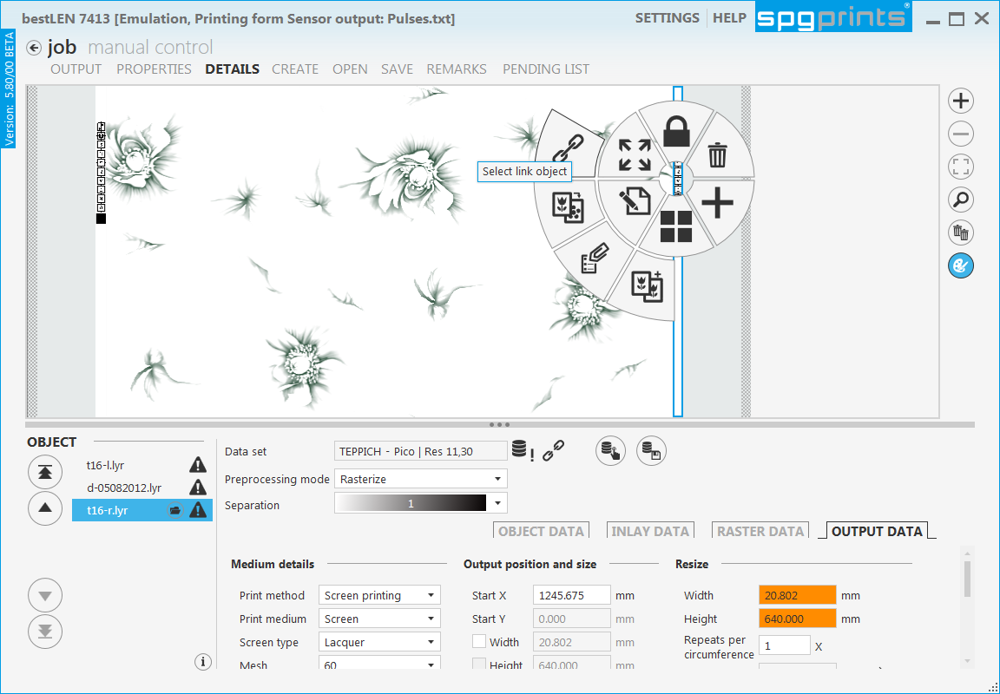 bestLEN 7413 [Emulation, Printing form Sensor output: Pulses.txt]
SETTINGS HELP spgprints®
Version: 5.80/00 BETA
job manual control
OUTPUT PROPERTIES DETAILS CREATE OPEN SAVE REMARKS PENDING LIST
Select link object
OBJECT
t16-l.lyr
d-05082012.lyr
t16-r.lyr
Data set TEPPICH - Pico | Res 11,30
Preprocessing mode Rasterize
Separation 1
OBJECT DATA INLAY DATA RASTER DATA OUTPUT DATA
Medium details Output position and size Resize
Print method Screen printing Start X 1245.675 mm Width 20.802 mm
Print medium Screen Start Y 0.000 mm Height 640.000 mm
Screen type Lacquer Width 20.802 mm Repeats per circumference 1 X
Mesh 60 Height 640.000 mm